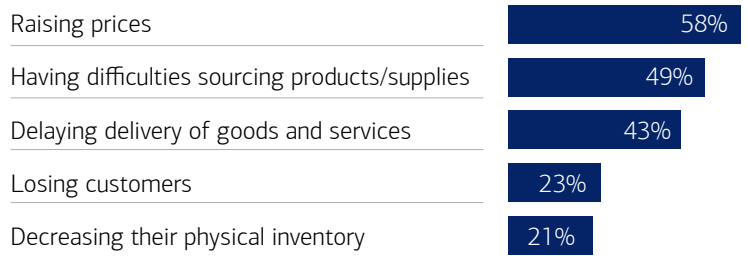 Raising prices 58%
Having difficulties sourcing products/supplies 49%
Delaying delivery of goods and services 43%
Losing customers 23%
Decreasing their physical inventory 21%